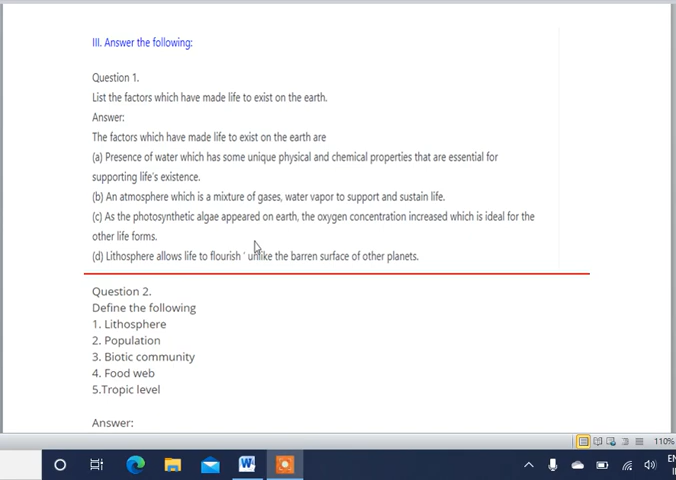 III. Answer the following:
Question 1.
List the factors which have made life to exist on the earth.
Answer:
The factors which have made life to exist on the earth are
(a) Presence of water which has some unique physical and chemical properties that are essential for
supporting life's existence.
(b) An atmosphere which is a mixture of gases, water vapor to support and sustain life.
(c) As the photosynthetic algae appeared on earth, the oxygen concentration increased which is ideal for the
other life forms.
(d) Lithosphere allows life to flourish ' unlike the barren surface of other planets.
Question 2.
Define the following
1. Lithosphere
2. Population
3. Biotic community
4. Food web
5.Tropic level
Answer:
110%